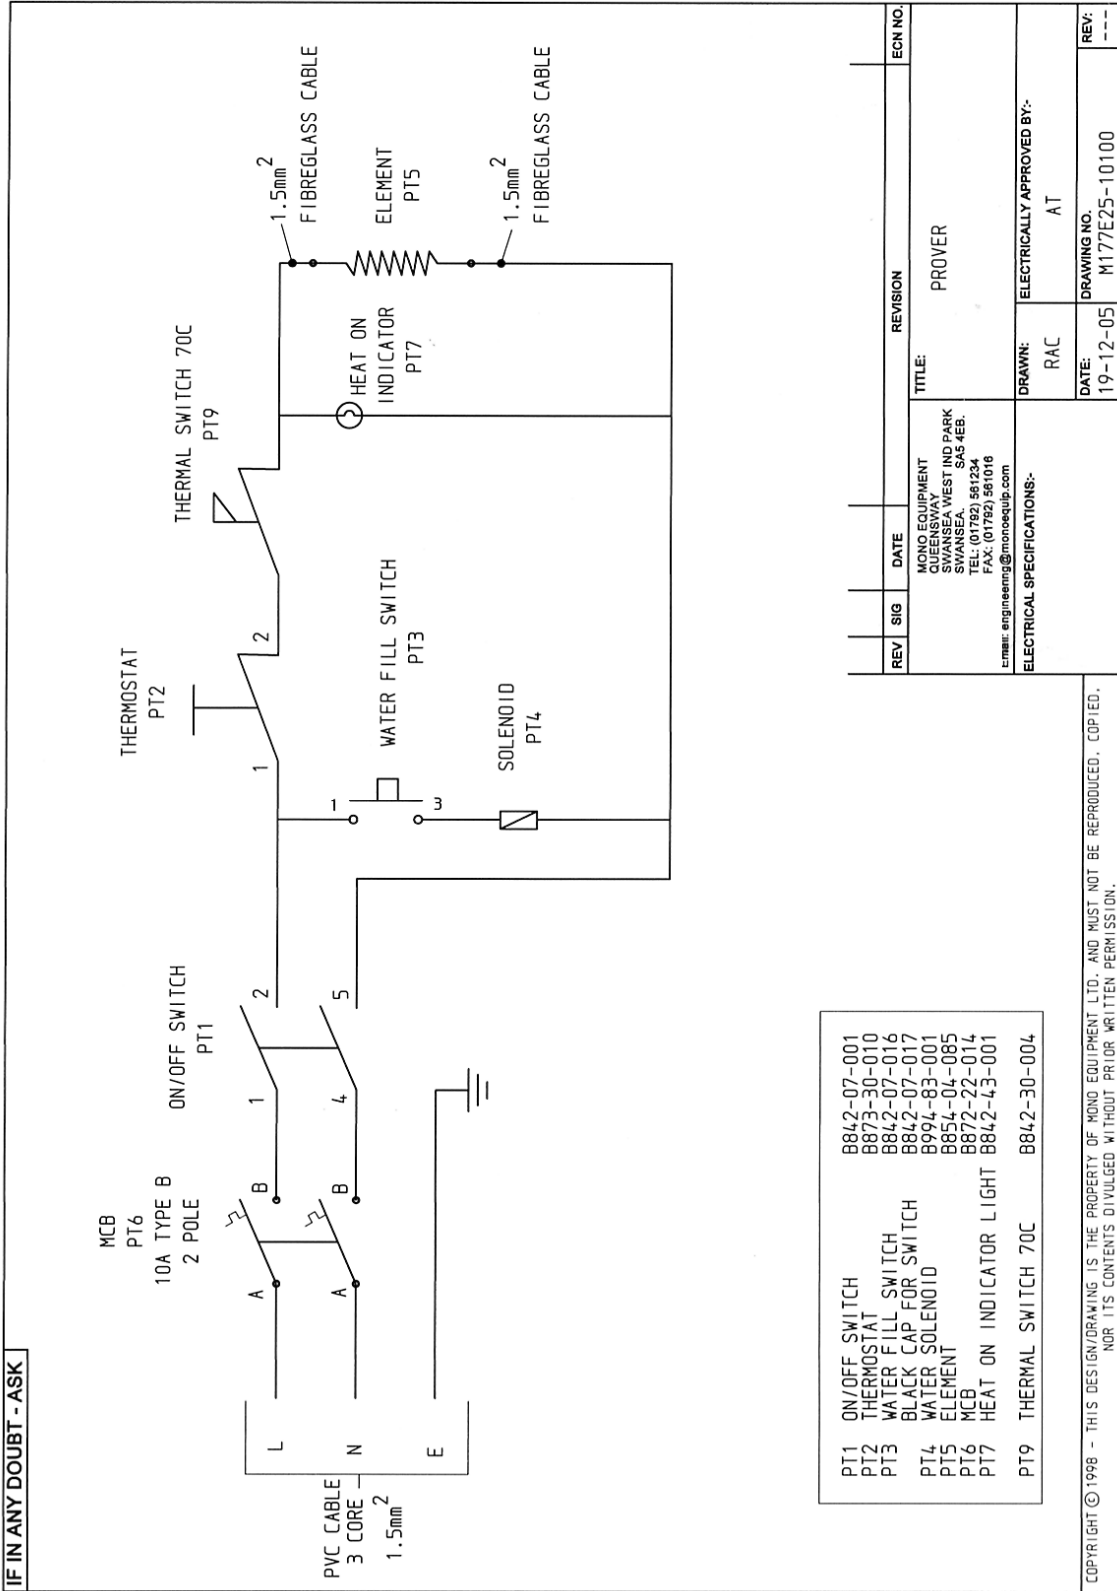 IF IN ANY DOUBT - ASK
MCB
PT6
10A TYPE B
2 POLE
ON/OFF SWITCH
PT1
THERMOSTAT
PT2
THERMAL SWITCH 70C
PT9
1.5mm2
FIBREGLASS CABLE
ELEMENT
PT5
1.5mm2
FIBREGLASS CABLE
HEAT ON
INDICATOR
PT7
WATER FILL SWITCH
PT3
SOLENOID
PT4
L
N
E
PVC CABLE
3 CORE
1.5mm2
A
B
A
B
1
2
4
5
1
2
1
3
PT1 ON/OFF SWITCH B842-07-001
PT2 THERMOSTAT B873-30-010
PT3 WATER FILL SWITCH B842-07-016
BLACK CAP FOR SWITCH B842-07-017
PT4 WATER SOLENOID B994-83-001
PT5 ELEMENT B854-04-085
PT6 MCB B872-22-014
PT7 HEAT ON INDICATOR LIGHT B842-43-001
PT9 THERMAL SWITCH 70C B842-30-004
REV SIG DATE REVISION ECN NO.
MONO EQUIPMENT
QUEENSWAY
SWANSEA WEST IND PARK
SWANSEA. SA5 4EB.
TEL: (01792) 561234
FAX: (01792) 561016
Email: engineering@monoequip.com
TITLE:
PROVER
ELECTRICAL SPECIFICATIONS:-
DRAWN:
RAC
ELECTRICALLY APPROVED BY:-
AT
DATE:
19-12-05
DRAWING NO.
M177E25-10100
REV:
---
COPYRIGHT © 1998 - THIS DESIGN/DRAWING IS THE PROPERTY OF MONO EQUIPMENT LTD. AND MUST NOT BE REPRODUCED, COPIED,
NOR ITS CONTENTS DIVULGED WITHOUT PRIOR WRITTEN PERMISSION.